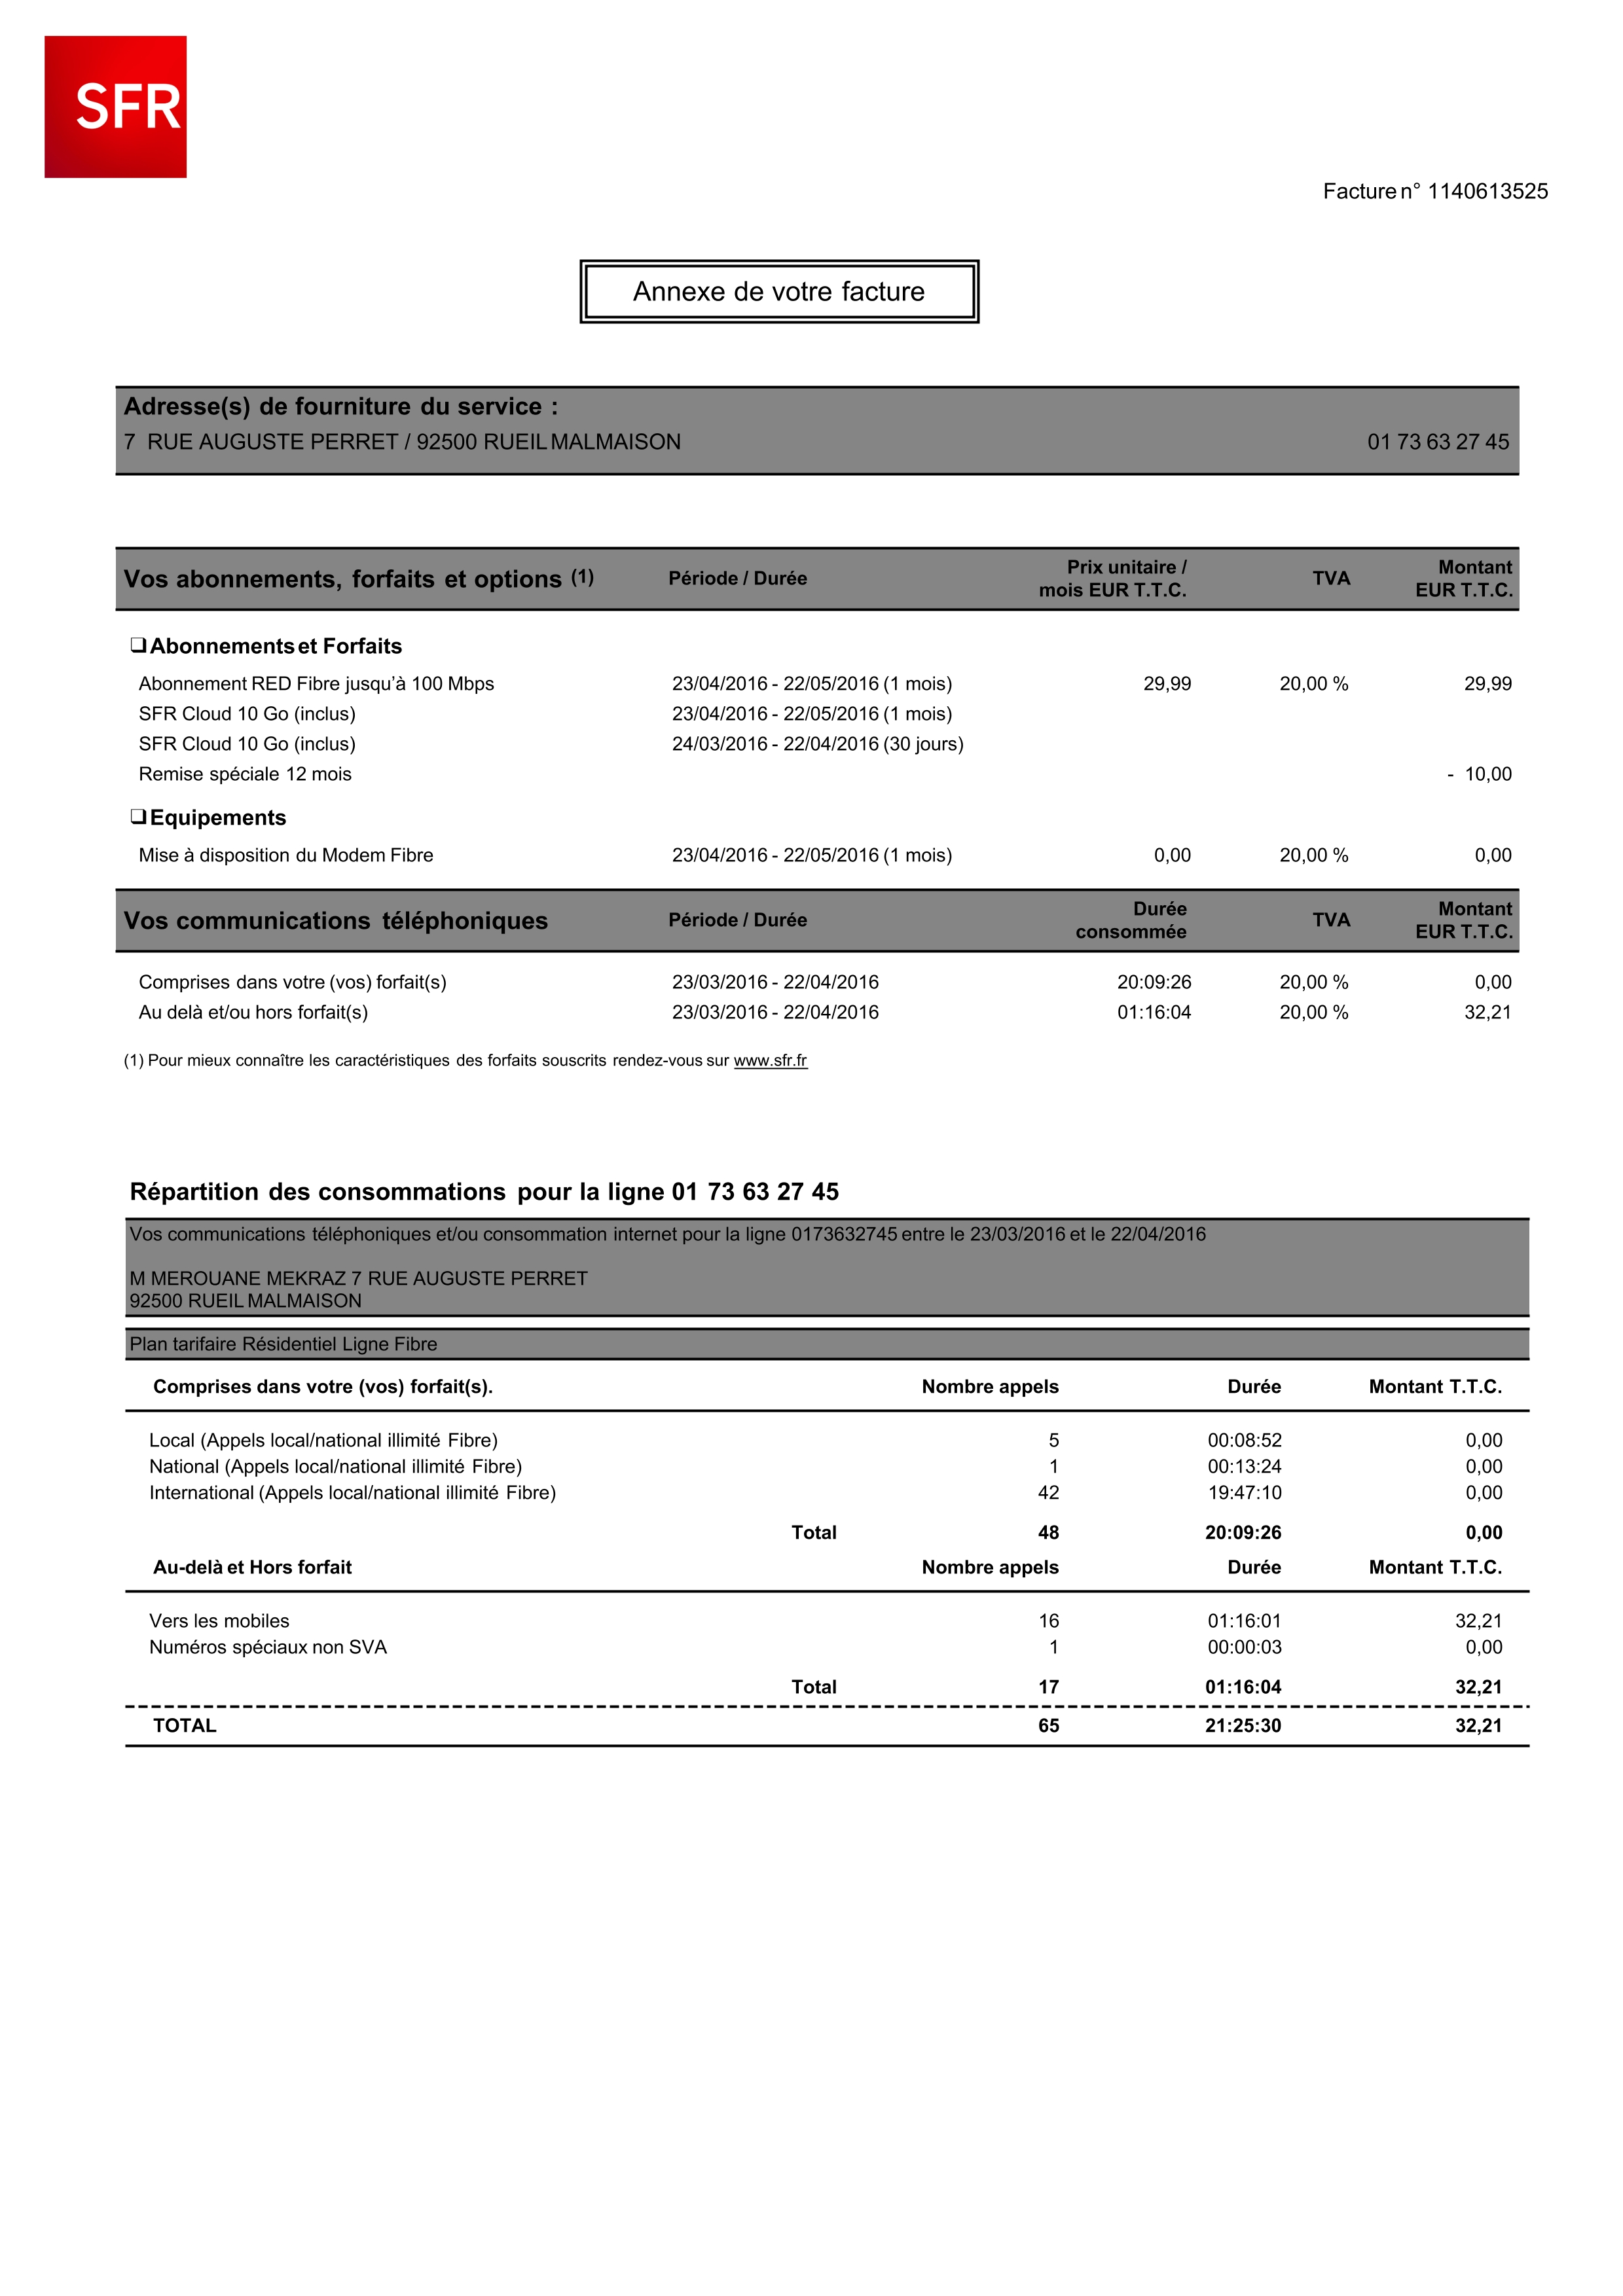 SFR
Facture n° 1140613525
Annexe de votre facture
Adresse(s) de fourniture du service :
7 RUE AUGUSTE PERRET / 92500 RUEIL MALMAISON 01 73 63 27 45
Vos abonnements, forfaits et options (1) Période / Durée Prix unitaire / mois EUR T.T.C. TVA Montant EUR T.T.C.
❑ Abonnements et Forfaits
Abonnement RED Fibre jusqu’à 100 Mbps 23/04/2016 - 22/05/2016 (1 mois) 29,99 20,00 % 29,99
SFR Cloud 10 Go (inclus) 23/04/2016 - 22/05/2016 (1 mois)
SFR Cloud 10 Go (inclus) 24/03/2016 - 22/04/2016 (30 jours)
Remise spéciale 12 mois - 10,00
❑ Equipements
Mise à disposition du Modem Fibre 23/04/2016 - 22/05/2016 (1 mois) 0,00 20,00 % 0,00
Vos communications téléphoniques Période / Durée Durée consommée TVA Montant EUR T.T.C.
Comprises dans votre (vos) forfait(s) 23/03/2016 - 22/04/2016 20:09:26 20,00 % 0,00
Au delà et/ou hors forfait(s) 23/03/2016 - 22/04/2016 01:16:04 20,00 % 32,21
(1) Pour mieux connaître les caractéristiques des forfaits souscrits rendez-vous sur www.sfr.fr
Répartition des consommations pour la ligne 01 73 63 27 45
Vos communications téléphoniques et/ou consommation internet pour la ligne 0173632745 entre le 23/03/2016 et le 22/04/2016
M MEROUANE MEKRAZ 7 RUE AUGUSTE PERRET
92500 RUEIL MALMAISON
Plan tarifaire Résidentiel Ligne Fibre
Comprises dans votre (vos) forfait(s). Nombre appels Durée Montant T.T.C.
Local (Appels local/national illimité Fibre) 5 00:08:52 0,00
National (Appels local/national illimité Fibre) 1 00:13:24 0,00
International (Appels local/national illimité Fibre) 42 19:47:10 0,00
Total 48 20:09:26 0,00
Au-delà et Hors forfait Nombre appels Durée Montant T.T.C.
Vers les mobiles 16 01:16:01 32,21
Numéros spéciaux non SVA 1 00:00:03 0,00
Total 17 01:16:04 32,21
TOTAL 65 21:25:30 32,21